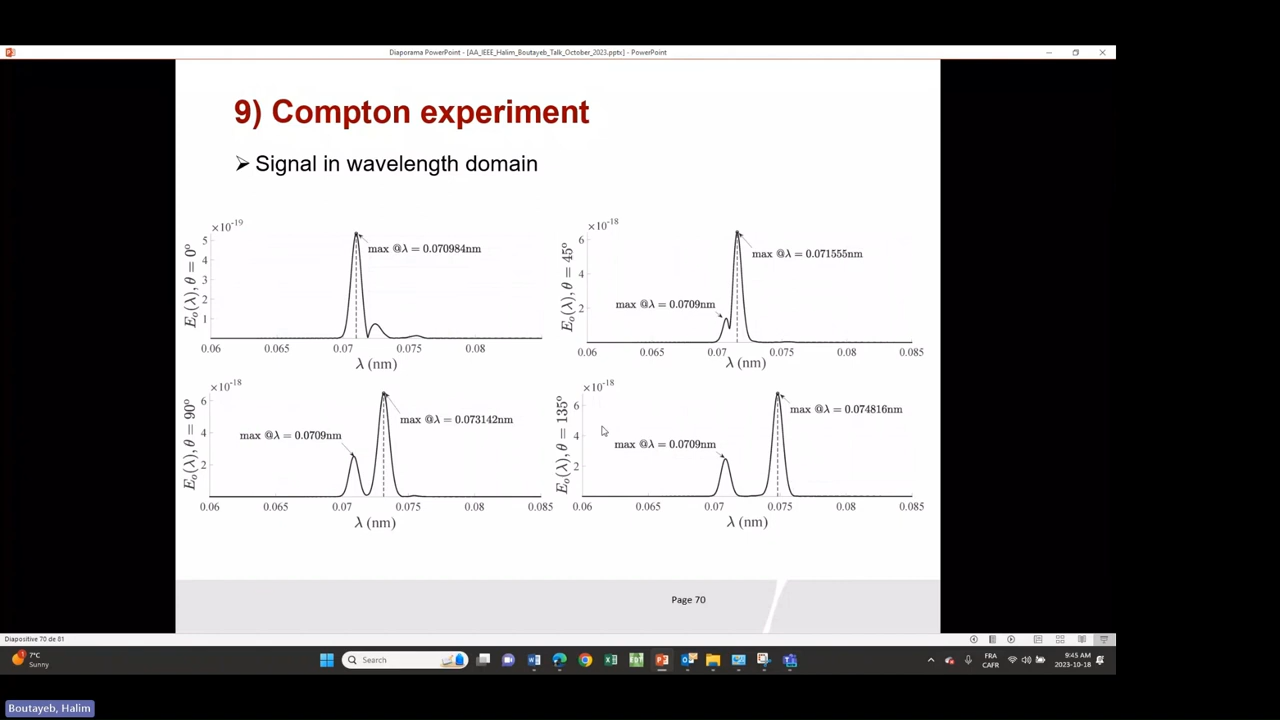 Diaporama PowerPoint - [AA_IEEE_Halim_Boutayeb_Talk_October_2023.pptx] - PowerPoint
9) Compton experiment
➢ Signal in wavelength domain
×10⁻¹⁹
5
4
3
2
1
E₀(λ), θ = 0°
max @λ = 0.070984nm
0.06 0.065 0.07 0.075 0.08
λ (nm)
×10⁻¹⁸
6
4
2
E₀(λ), θ = 45°
max @λ = 0.071555nm
max @λ = 0.0709nm
0.06 0.065 0.07 0.075 0.08 0.085
λ (nm)
×10⁻¹⁸
6
4
2
E₀(λ), θ = 90°
max @λ = 0.073142nm
max @λ = 0.0709nm
0.06 0.065 0.07 0.075 0.08 0.085
λ (nm)
×10⁻¹⁸
6
4
2
E₀(λ), θ = 135°
max @λ = 0.074816nm
max @λ = 0.0709nm
0.06 0.065 0.07 0.075 0.08 0.085
λ (nm)
Page 70
Diapositive 70 de 81
7°C
Sunny
Search
FRA
CAFR
9:45 AM
2023-10-18
Boutayeb, Halim